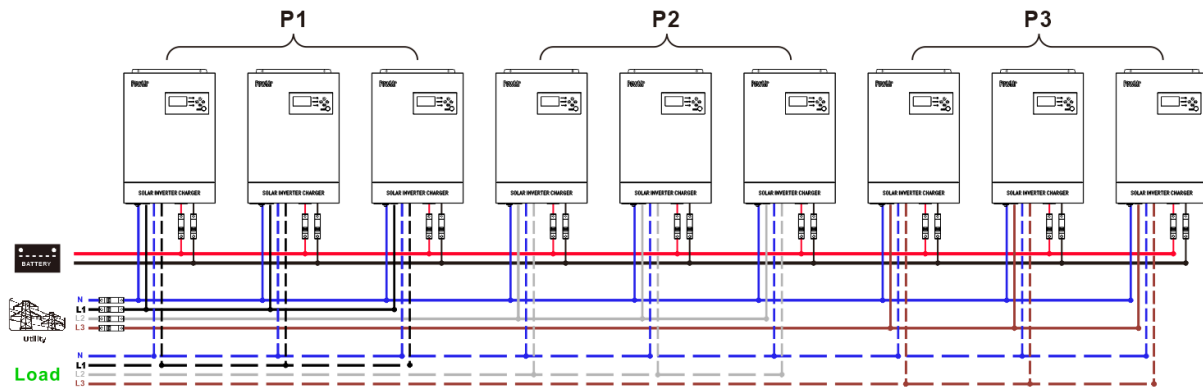 P1 P2 P3
SOLAR INVERTER CHARGER SOLAR INVERTER CHARGER SOLAR INVERTER CHARGER SOLAR INVERTER CHARGER SOLAR INVERTER CHARGER SOLAR INVERTER CHARGER SOLAR INVERTER CHARGER SOLAR INVERTER CHARGER SOLAR INVERTER CHARGER
BATTERY
N
L1
L2
L3
Utility
N
L1
L2
L3
Load